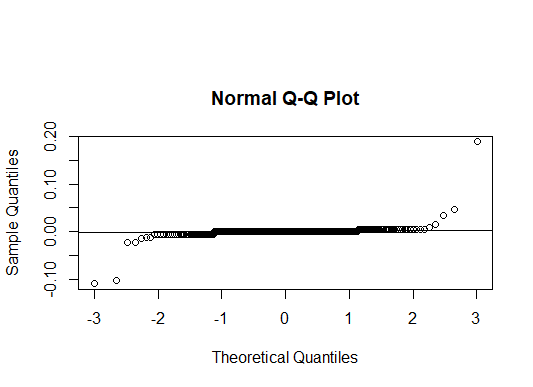 Normal Q-Q Plot
Sample Quantiles
0.20
0.10
0.00
-0.10
-3 -2 -1 0 1 2 3
Theoretical Quantiles